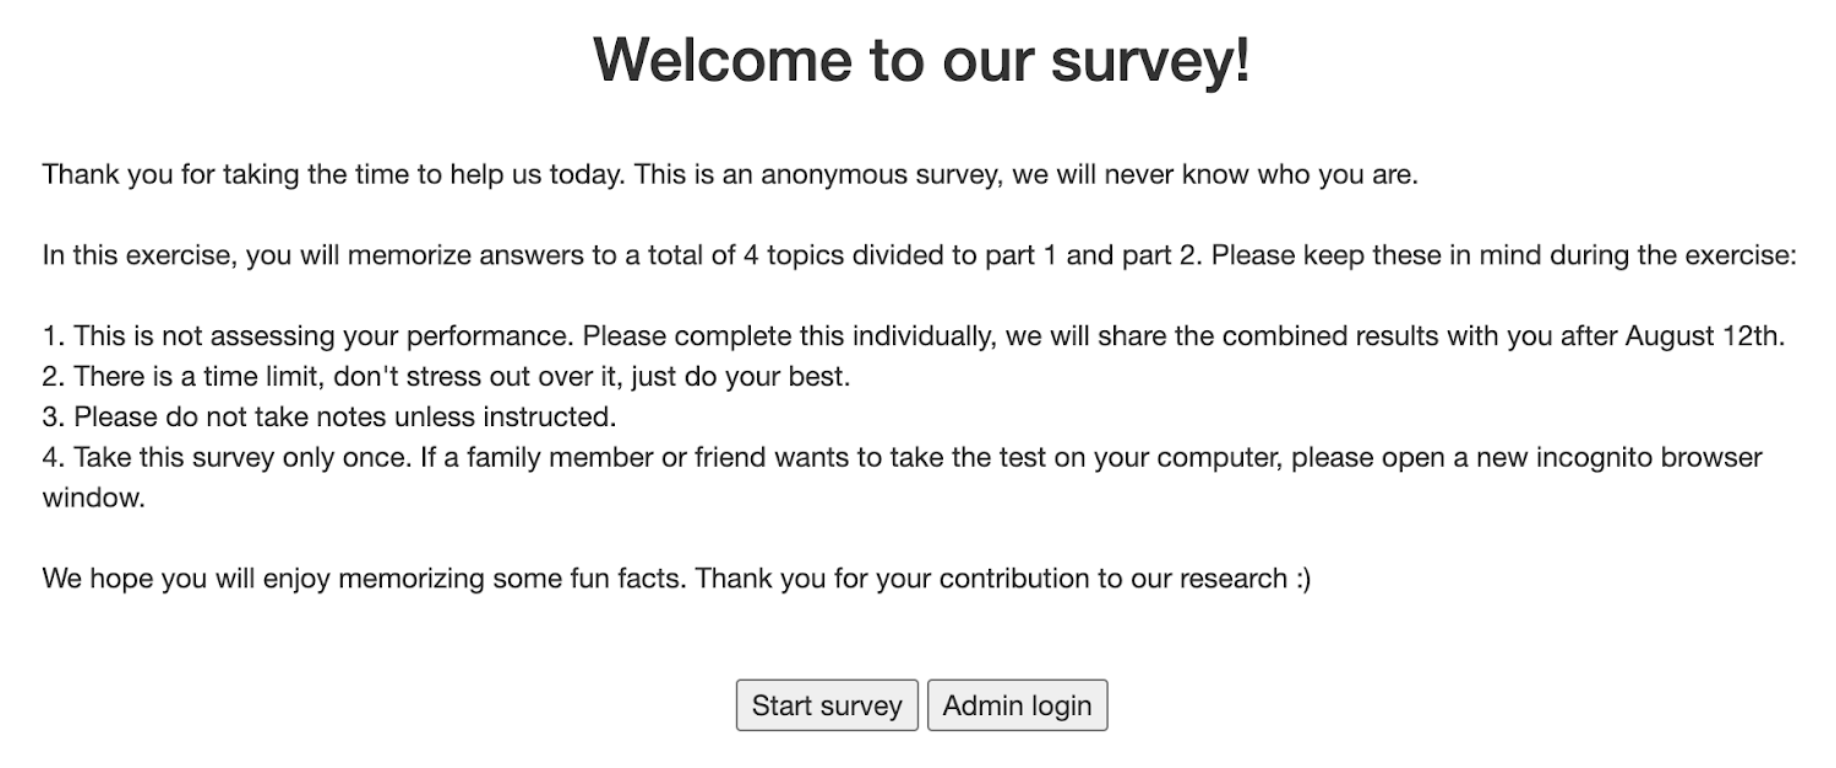 Welcome to our survey!
Thank you for taking the time to help us today. This is an anonymous survey, we will never know who you are.
In this exercise, you will memorize answers to a total of 4 topics divided to part 1 and part 2. Please keep these in mind during the exercise:
1. This is not assessing your performance. Please complete this individually, we will share the combined results with you after August 12th.
2. There is a time limit, don't stress out over it, just do your best.
3. Please do not take notes unless instructed.
4. Take this survey only once. If a family member or friend wants to take the test on your computer, please open a new incognito browser
window.
We hope you will enjoy memorizing some fun facts. Thank you for your contribution to our research :)
Start survey Admin login